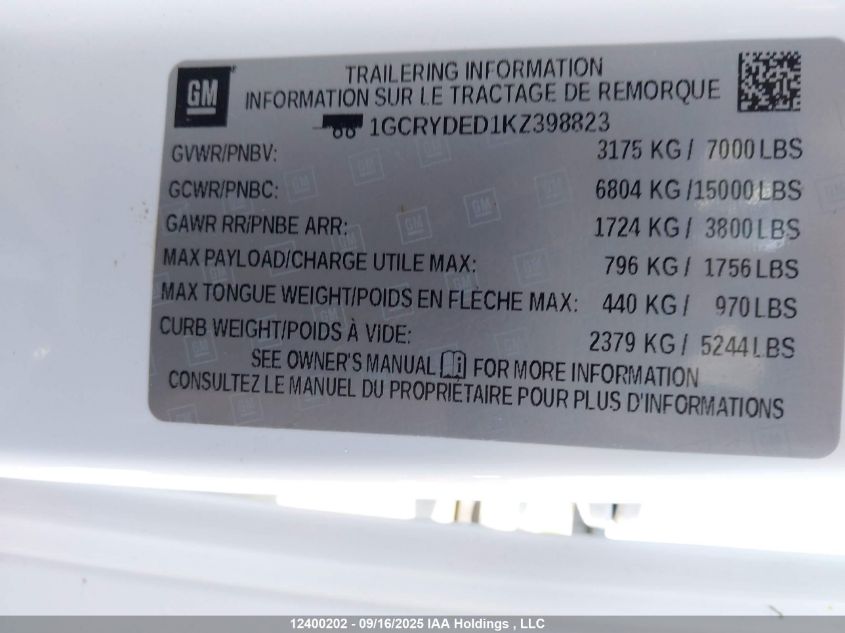 GM
TRAILERING INFORMATION
INFORMATION SUR LE TRACTAGE DE REMORQUE
1GCRYDED1KZ398823
GVWR/PNBV: 3175 KG / 7000 LBS
GCWR/PNBC: 6804 KG /15000 LBS
GAWR RR/PNBE ARR: 1724 KG / 3800 LBS
MAX PAYLOAD/CHARGE UTILE MAX: 796 KG / 1756 LBS
MAX TONGUE WEIGHT/POIDS EN FLÈCHE MAX: 440 KG / 970 LBS
CURB WEIGHT/POIDS À VIDE: 2379 KG / 5244 LBS
SEE OWNER'S MANUAL FOR MORE INFORMATION
CONSULTEZ LE MANUEL DU PROPRIÉTAIRE POUR PLUS D'INFORMATIONS
12400202 - 09/16/2025 IAA Holdings , LLC